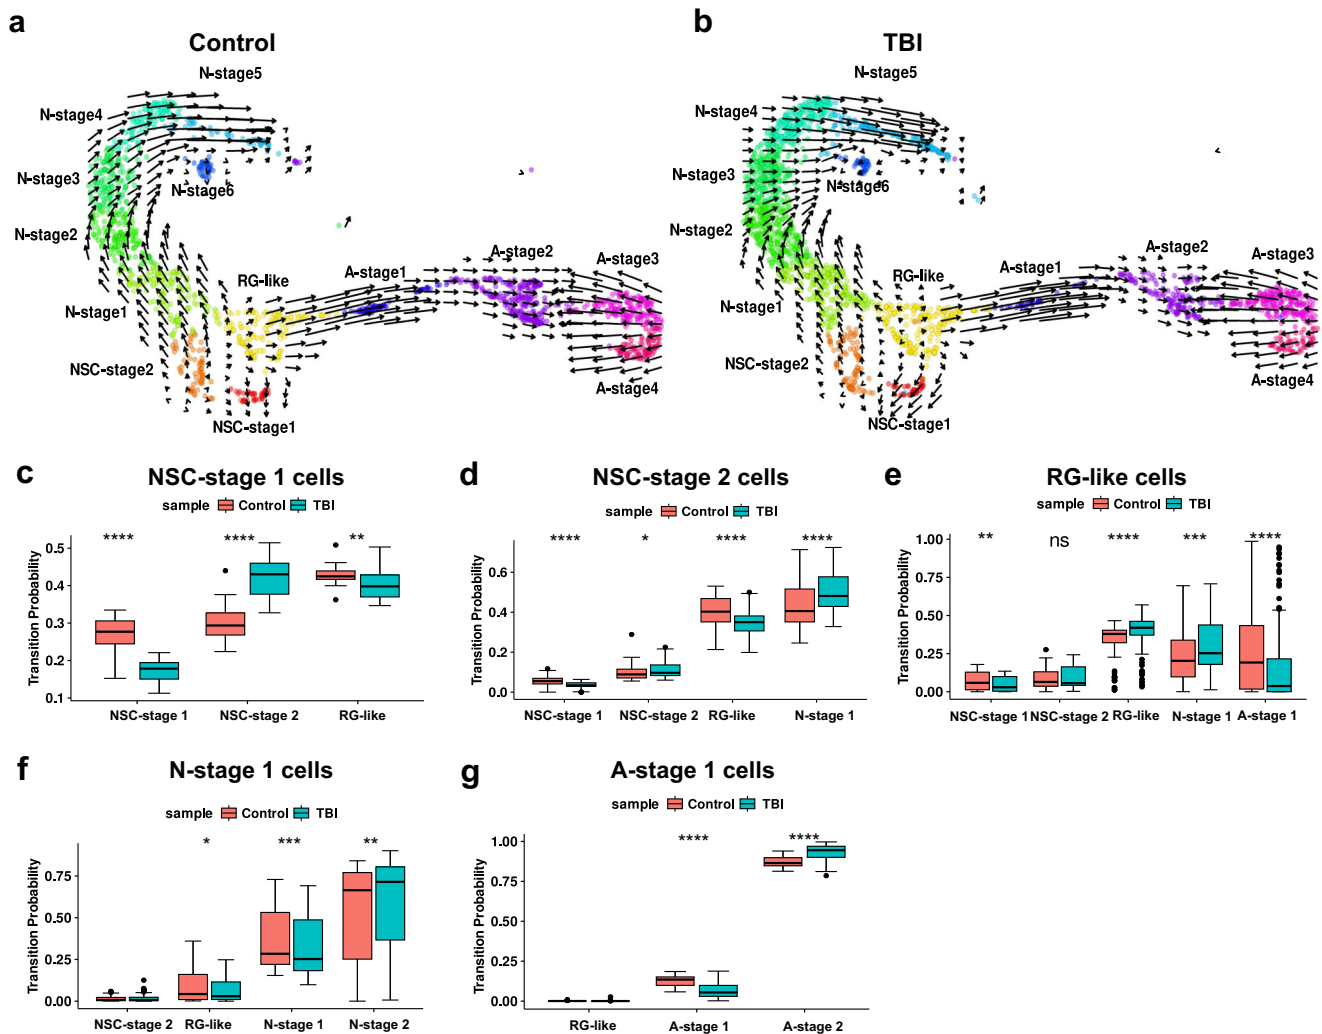 a
Control
N-stage5
N-stage4
N-stage3
N-stage6
N-stage2
N-stage1
RG-like
A-stage1
A-stage2
A-stage3
NSC-stage2
A-stage4
NSC-stage1
b
TBI
N-stage5
N-stage4
N-stage3
N-stage6
N-stage2
N-stage1
RG-like
A-stage1
A-stage2
A-stage3
NSC-stage2
A-stage4
NSC-stage1
c
NSC-stage 1 cells
sample Control TBI
**** **** **
Transition Probability
0.5
0.4
0.3
0.2
0.1
NSC-stage 1 NSC-stage 2 RG-like
d
NSC-stage 2 cells
sample Control TBI
**** * **** ****
Transition Probability
0.6
0.4
0.2
0.0
NSC-stage 1 NSC-stage 2 RG-like N-stage 1
e
RG-like cells
sample Control TBI
** ns **** *** ****
Transition Probability
1.00
0.75
0.50
0.25
0.00
NSC-stage 1 NSC-stage 2 RG-like N-stage 1 A-stage 1
f
N-stage 1 cells
sample Control TBI
* *** **
Transition Probability
0.75
0.50
0.25
0.00
NSC-stage 2 RG-like N-stage 1 N-stage 2
g
A-stage 1 cells
sample Control TBI
**** ****
Transition Probability
1.00
0.75
0.50
0.25
0.00
RG-like A-stage 1 A-stage 2